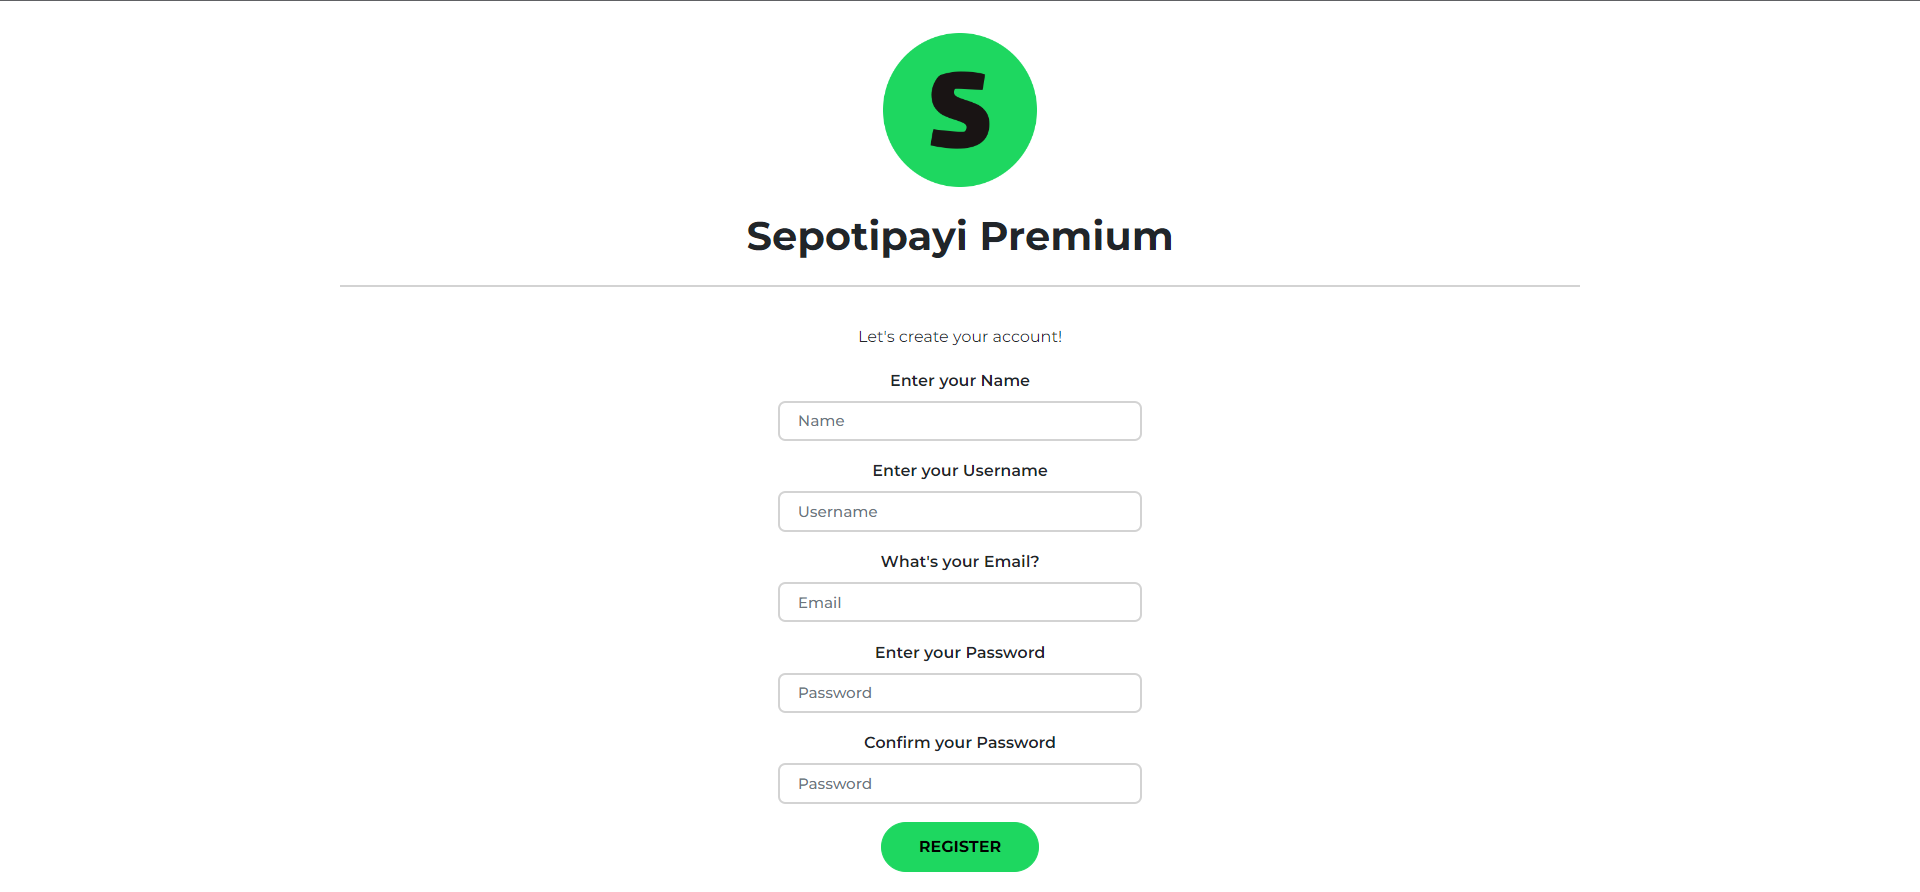 S
Sepotipayi Premium
Let's create your account!
Enter your Name
Name
Enter your Username
Username
What's your Email?
Email
Enter your Password
Password
Confirm your Password
Password
REGISTER